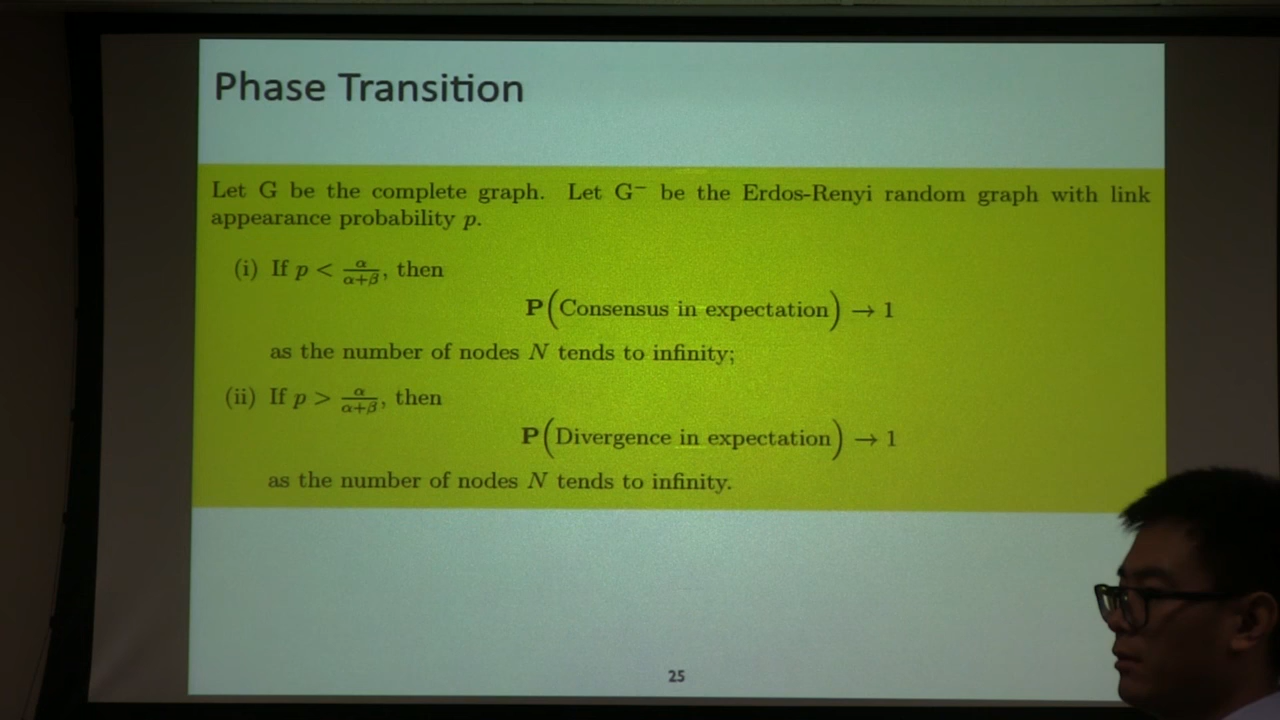 Phase Transition
Let G be the complete graph. Let G⁻ be the Erdos-Renyi random graph with link
appearance probability p.
(i) If p < α/(α+β), then
P(Consensus in expectation) → 1
as the number of nodes N tends to infinity;
(ii) If p > α/(α+β), then
P(Divergence in expectation) → 1
as the number of nodes N tends to infinity.
25